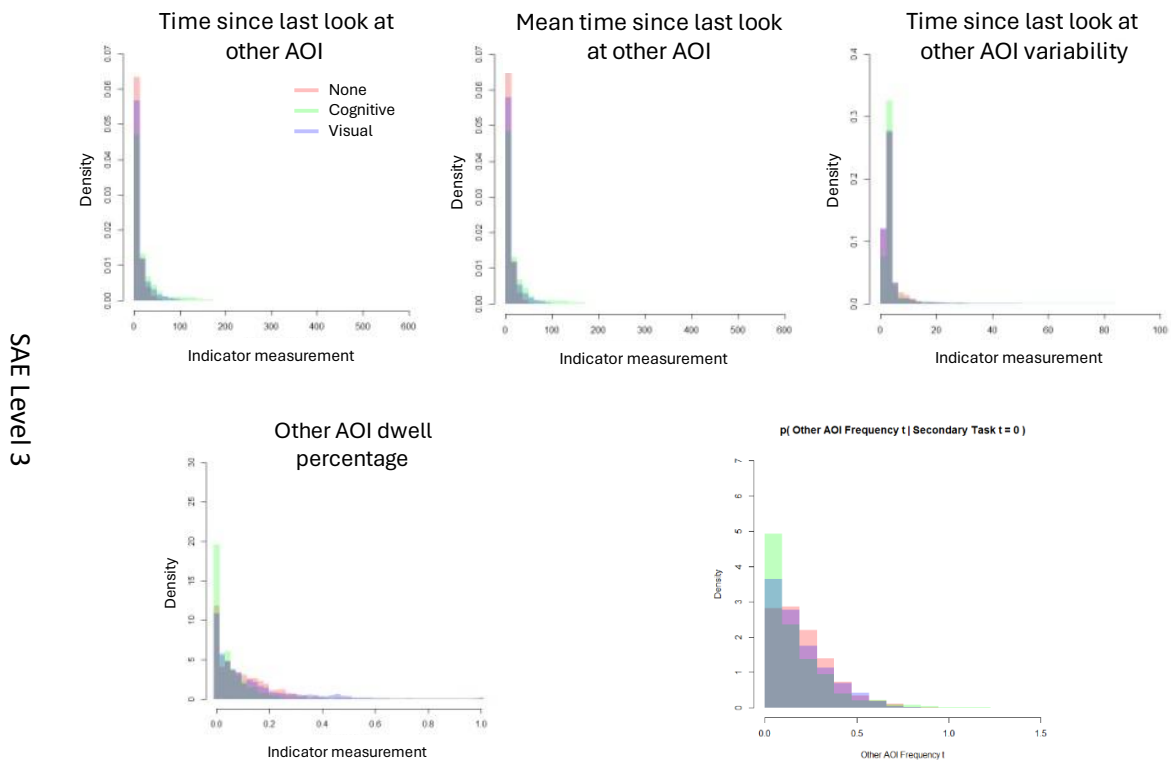 Time since last look at
other AOI
Mean time since last look
at other AOI
Time since last look at
other AOI variability
None
Cognitive
Visual
Density
0.00 0.01 0.02 0.03 0.04 0.05 0.06 0.07
0 100 200 300 400 500 600
Indicator measurement
Density
0.00 0.01 0.02 0.03 0.04 0.05 0.06 0.07
0 100 200 300 400 500 600
Indicator measurement
Density
0.0 0.1 0.2 0.3 0.4
0 20 40 60 80 100
Indicator measurement
SAE Level 3
Other AOI dwell
percentage
Density
0 5 10 15 20 25 30
0.0 0.2 0.4 0.6 0.8 1.0
Indicator measurement
p( Other AOI Frequency t | Secondary Task t = 0 )
Density
0 1 2 3 4 5 6 7
0.0 0.5 1.0 1.5
Other AOI Frequency t